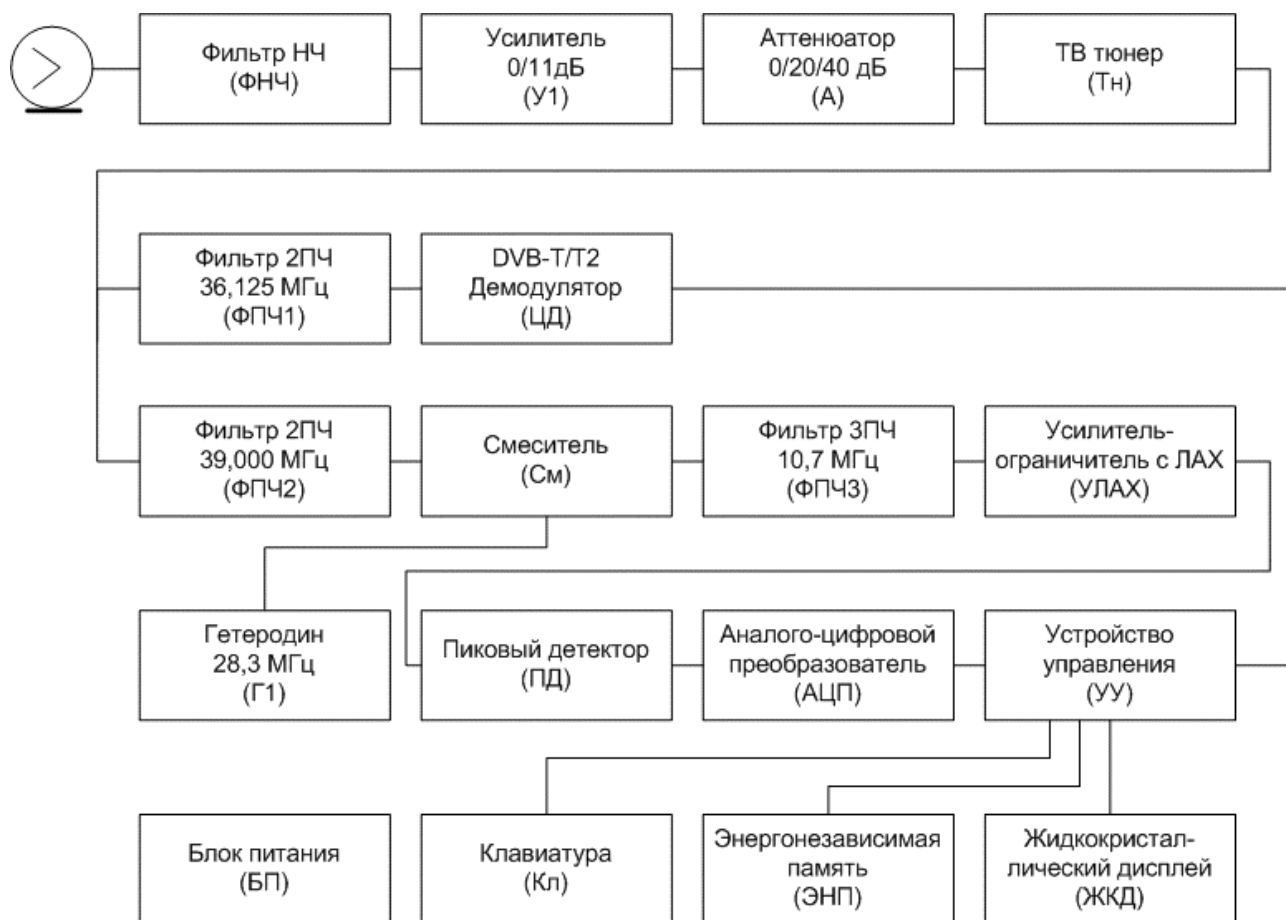 Фильтр НЧ
(ФНЧ)
Усилитель
0/11дБ
(У1)
Аттенюатор
0/20/40 дБ
(А)
ТВ тюнер
(Тн)
Фильтр 2ПЧ
36,125 МГц
(ФПЧ1)
DVB-T/T2
Демодулятор
(ЦД)
Фильтр 2ПЧ
39,000 МГц
(ФПЧ2)
Смеситель
(См)
Фильтр 3ПЧ
10,7 МГц
(ФПЧ3)
Усилитель-
ограничитель с ЛАХ
(УЛАХ)
Гетеродин
28,3 МГц
(Г1)
Пиковый детектор
(ПД)
Аналого-цифровой
преобразователь
(АЦП)
Устройство
управления
(УУ)
Блок питания
(БП)
Клавиатура
(Кл)
Энергонезависимая
память
(ЭНП)
Жидкокристал-
лический дисплей
(ЖКД)